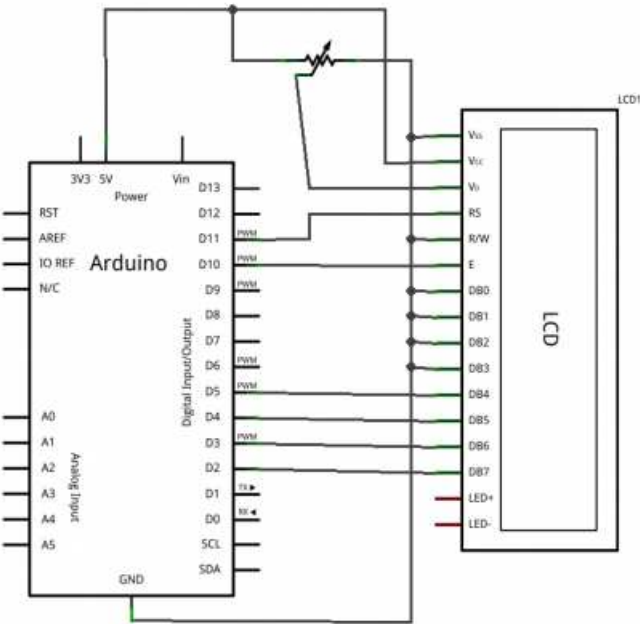 LCD1
3V3 5V Vin
Power
Arduino
RST
AREF
IO REF
N/C
A0
A1
A2
A3
A4
A5
Analog Input
Digital Input/Output
D13
D12
D11 PWM
D10 PWM
D9 PWM
D8
D7
D6 PWM
D5 PWM
D4
D3 PWM
D2
D1 TX ▶
D0 RX ◀
SCL
SDA
GND
Vss
Vcc
V0
RS
R/W
E
DB0
DB1
DB2
DB3
DB4
DB5
DB6
DB7
LED+
LED-
LCD